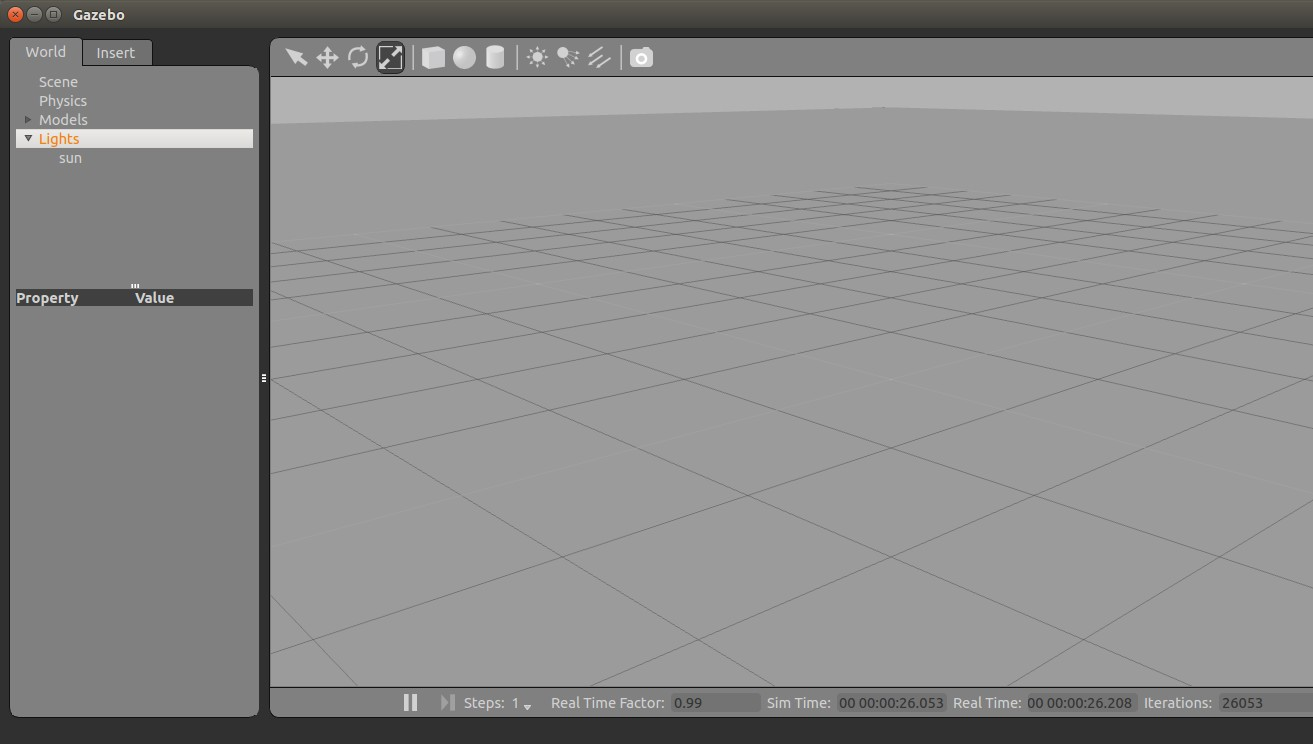 Gazebo
World Insert
Scene
Physics
Models
Lights
sun
Property Value
Steps: 1 Real Time Factor: 0.99 Sim Time: 00 00:00:26.053 Real Time: 00 00:00:26.208 Iterations: 26053